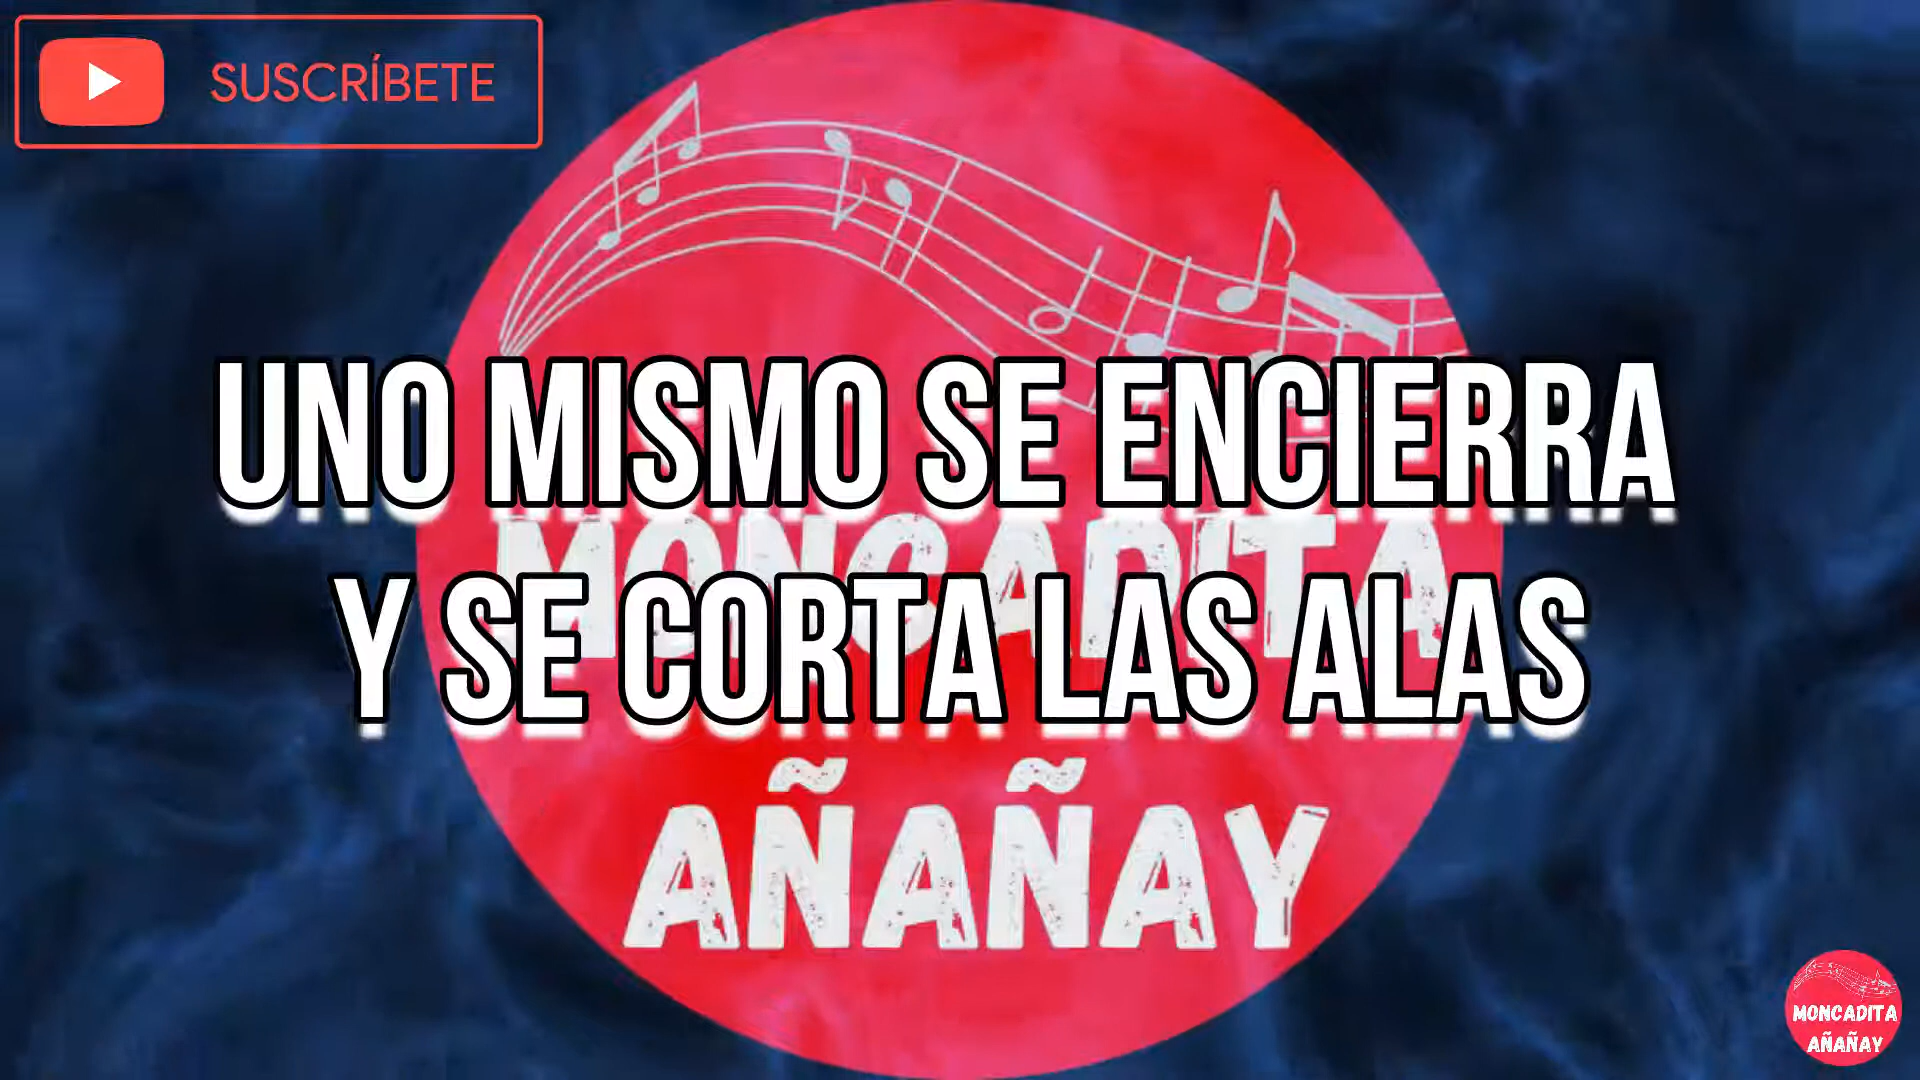 SUSCRÍBETE
UNO MISMO SE ENCIERRA
MONCADITA
Y SE CORTA LAS ALAS
AÑAÑAY
MONCADITA
AÑAÑAY